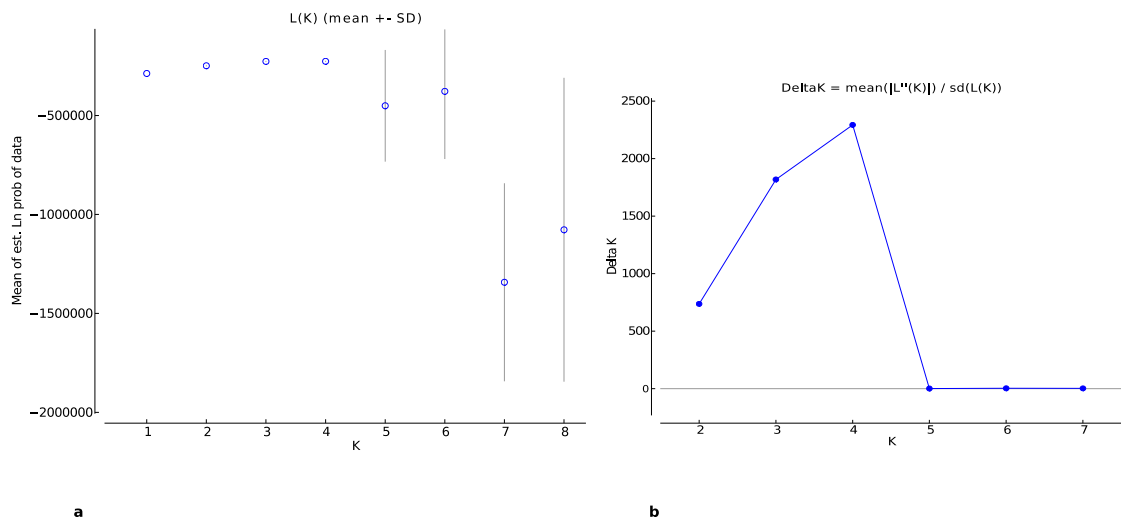 L(K) (mean +- SD)
Mean of est. Ln prob of data
−500000
−1000000
−1500000
−2000000
1 2 3 4 5 6 7 8
K
a
DeltaK = mean(|L"(K)|) / sd(L(K))
Delta K
2500
2000
1500
1000
500
0
2 3 4 5 6 7
K
b